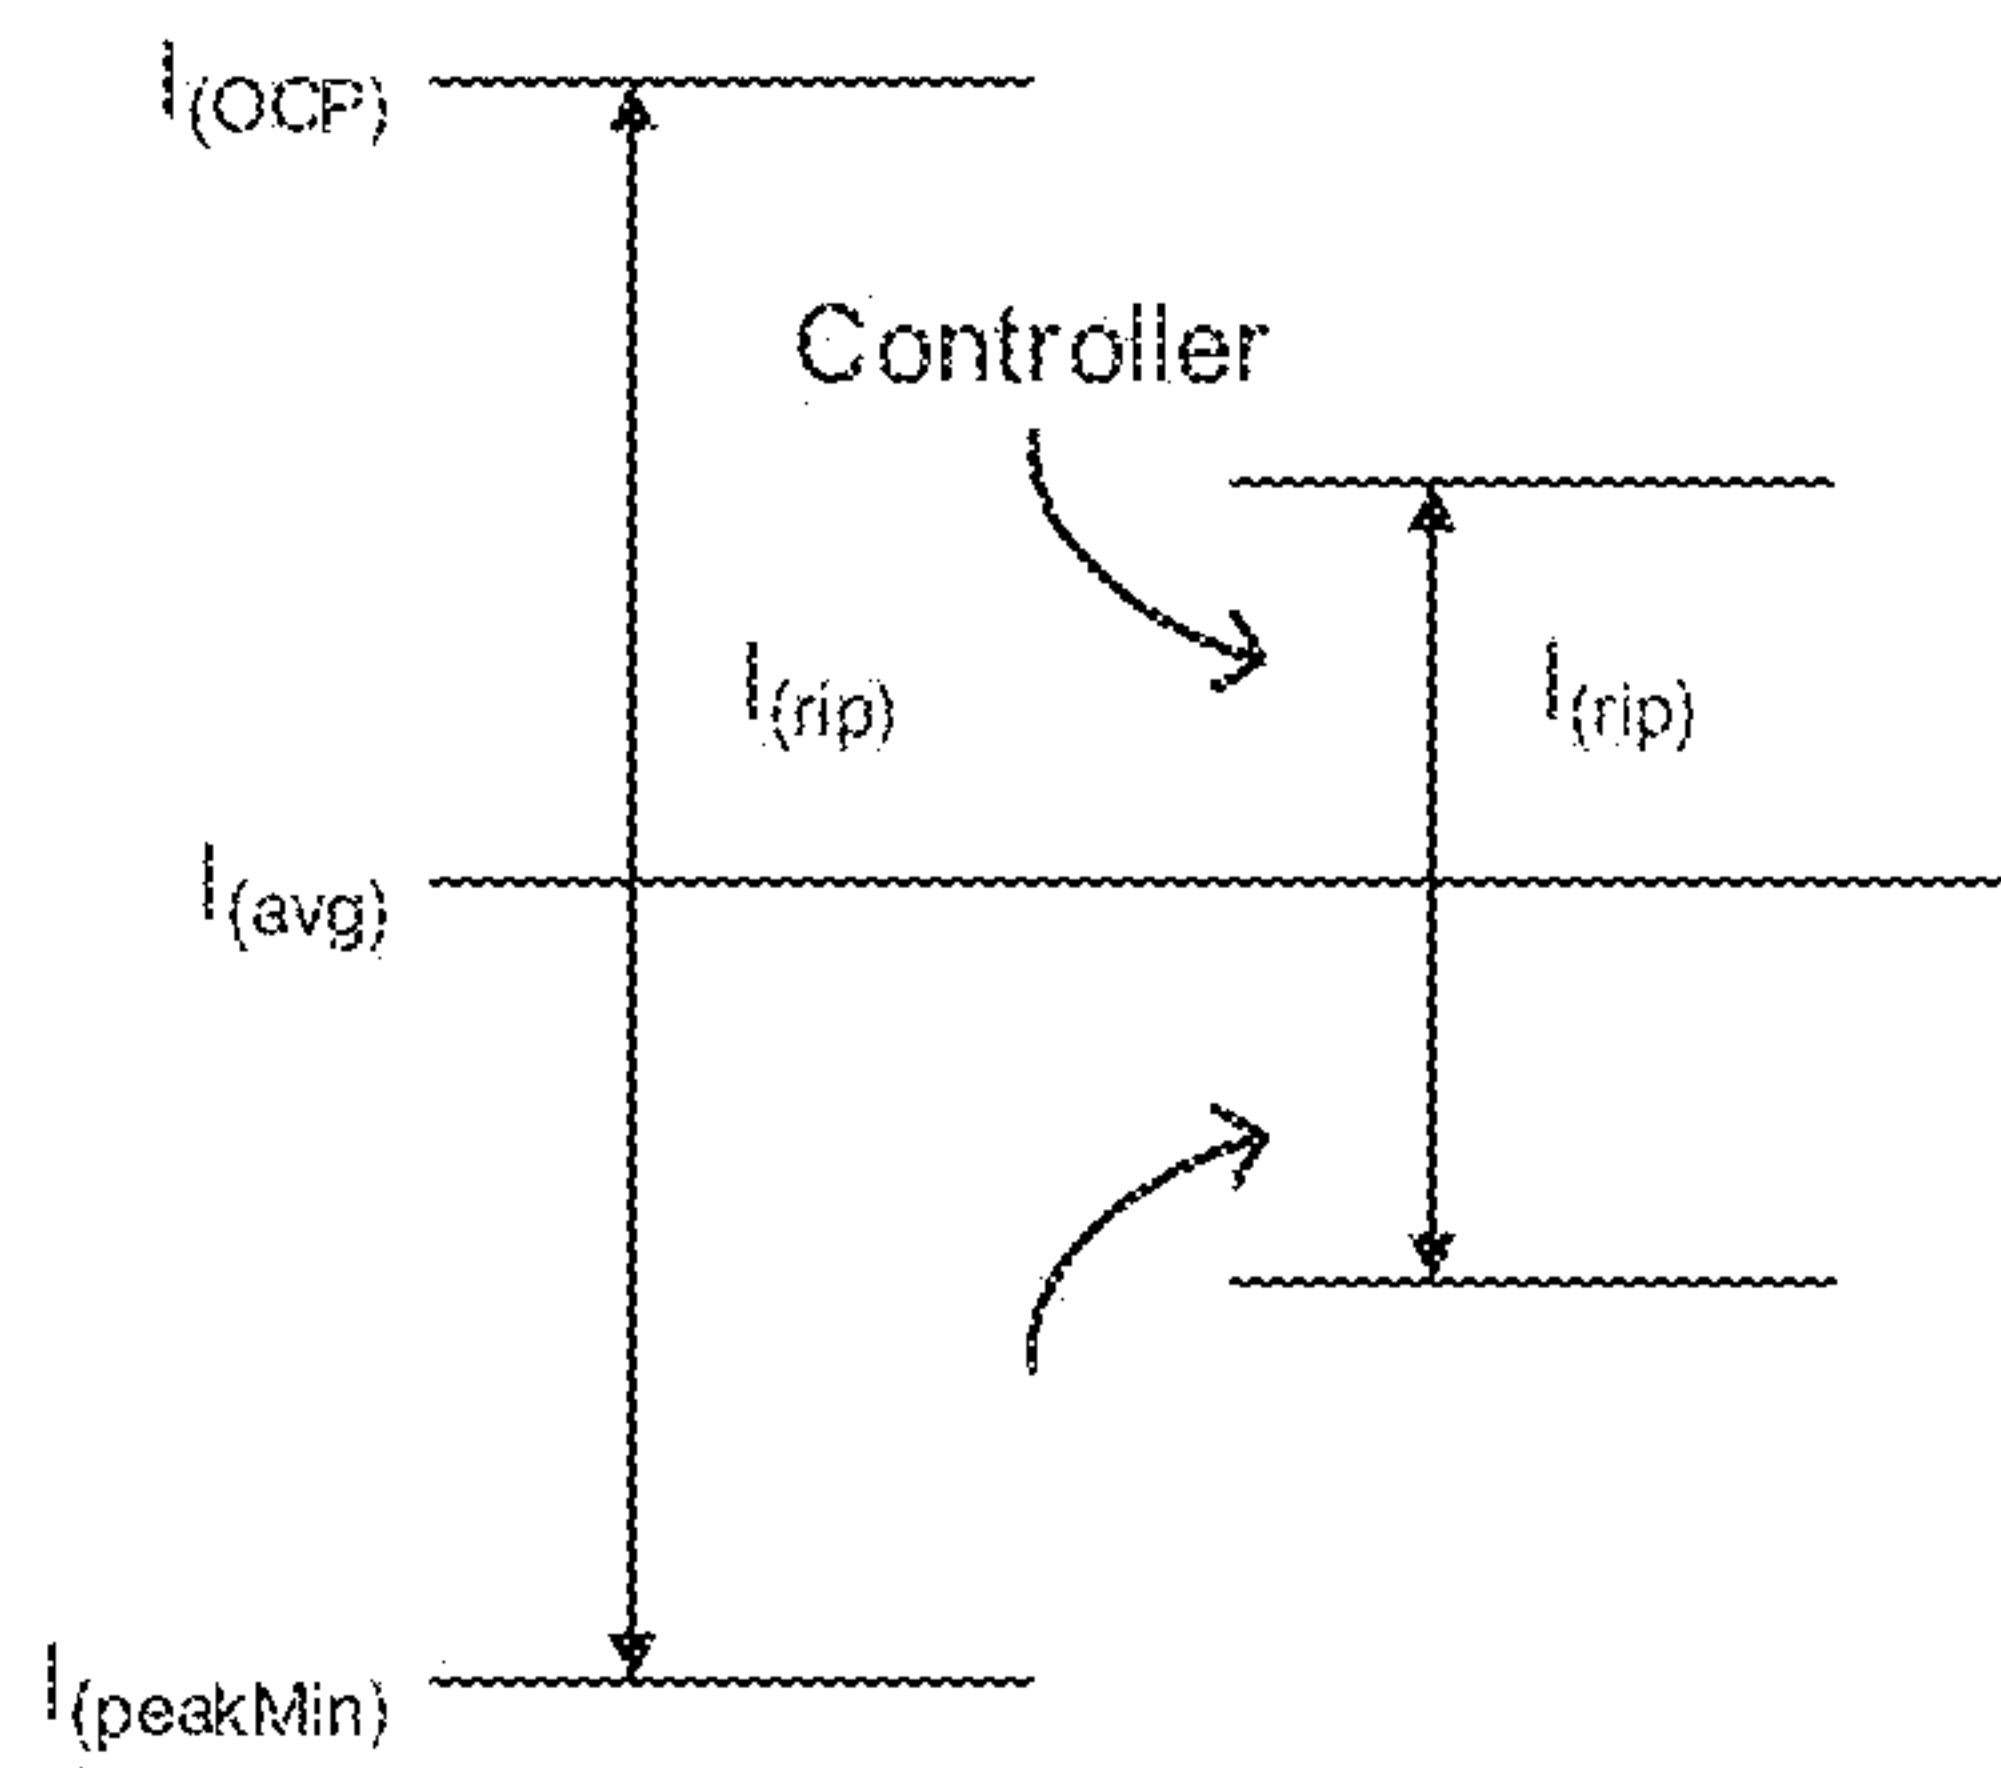 I(OCP)
Controller
I(rip) I(rip)
I(avg)
I(peakMin)